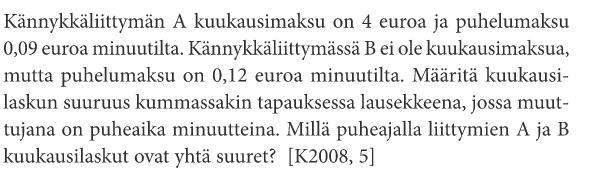 Kännykkäliittymän A kuukausimaksu on 4 euroa ja puhelumaksu
0,09 euroa minuutilta. Kännykkäliittymässä B ei ole kuukausimaksua,
mutta puhelumaksu on 0,12 euroa minuutilta. Määritä kuukausi-
laskun suuruus kummassakin tapauksessa lausekkeena, jossa muut-
tujana on puheaika minuutteina. Millä puheajalla liittymien A ja B
kuukausilaskut ovat yhtä suuret? [K2008, 5]